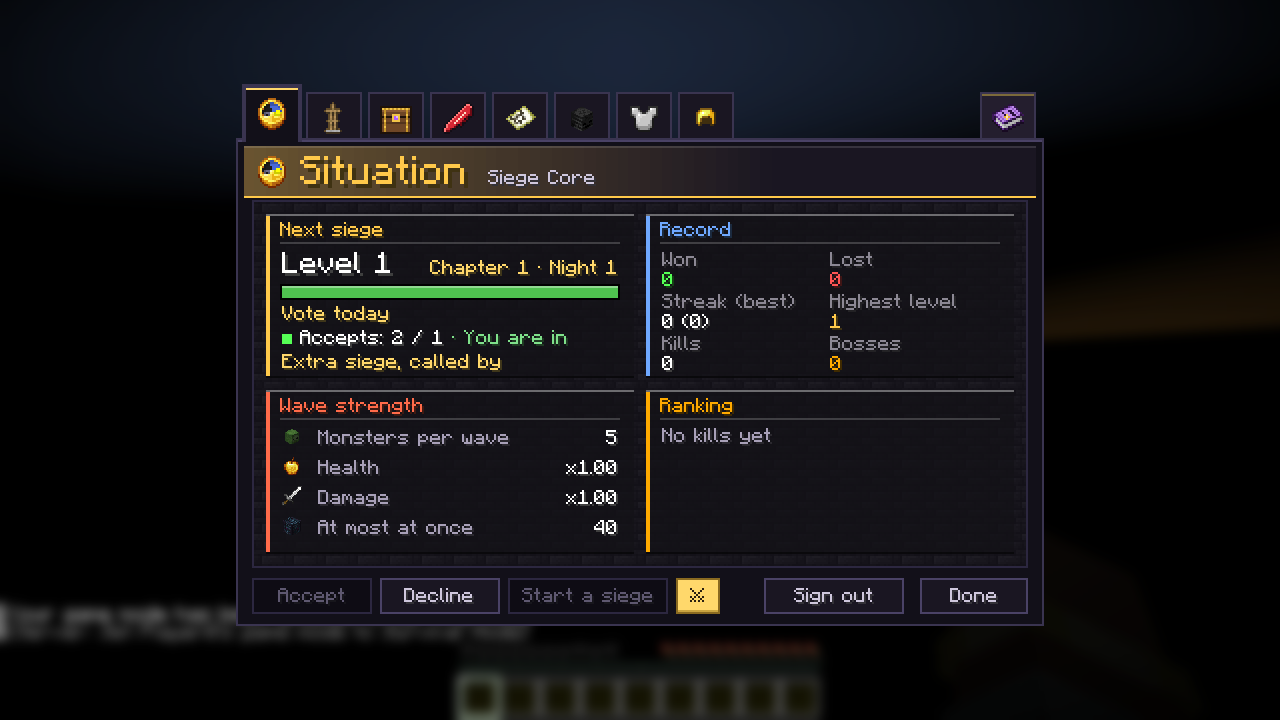 Situation Siege Core
Next siege
Level 1 Chapter 1 · Night 1
Vote today
Accepts: 2 / 1 · You are in
Extra siege, called by
Record
Won Lost
0 0
Streak (best) Highest level
0 (0) 1
Kills Bosses
0 0
Wave strength
Monsters per wave 5
Health x1.00
Damage x1.00
At most at once 40
Ranking
No kills yet
Accept Decline Start a siege Sign out Done